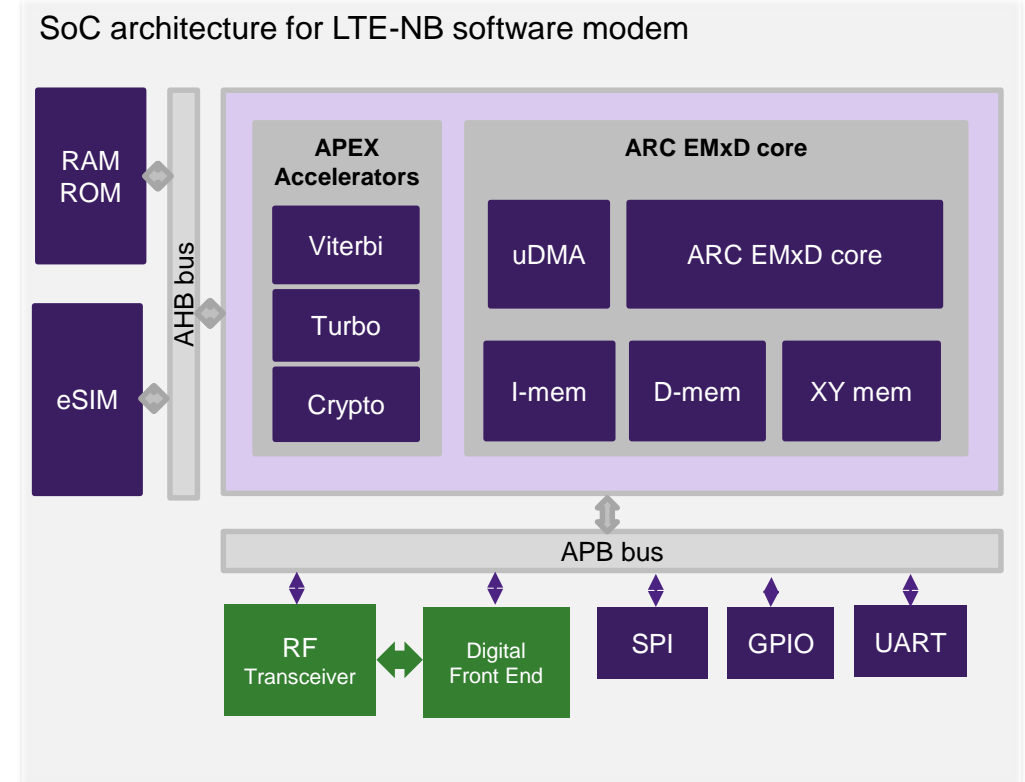 SoC architecture for LTE-NB software modem
RAM
ROM
eSIM
AHB bus
APEX
Accelerators
Viterbi
Turbo
Crypto
ARC EMxD core
uDMA
ARC EMxD core
I-mem
D-mem
XY mem
APB bus
RF
Transceiver
Digital
Front End
SPI
GPIO
UART